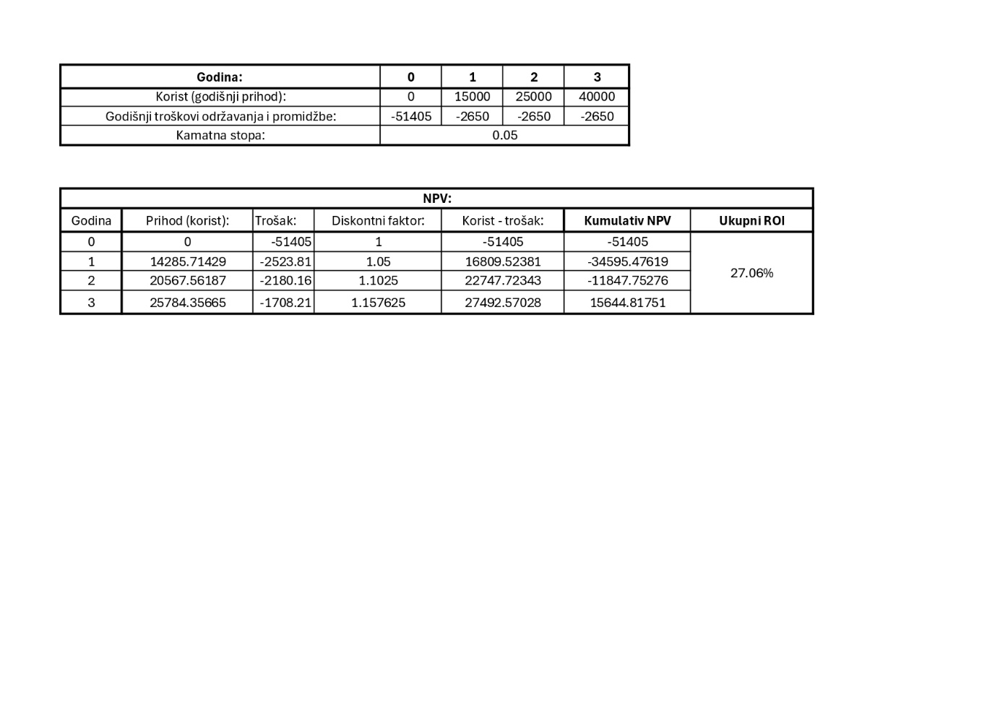 Godina: 0 1 2 3
Korist (godišnji prihod): 0 15000 25000 40000
Godišnji troškovi održavanja i promidžbe: -51405 -2650 -2650 -2650
Kamatna stopa: 0.05
NPV:
Godina Prihod (korist): Trošak: Diskontni faktor: Korist - trošak: Kumulativ NPV Ukupni ROI
0 0 -51405 1 -51405 -51405
1 14285.71429 -2523.81 1.05 16809.52381 -34595.47619
27.06%
2 20567.56187 -2180.16 1.1025 22747.72343 -11847.75276
3 25784.35665 -1708.21 1.157625 27492.57028 15644.81751